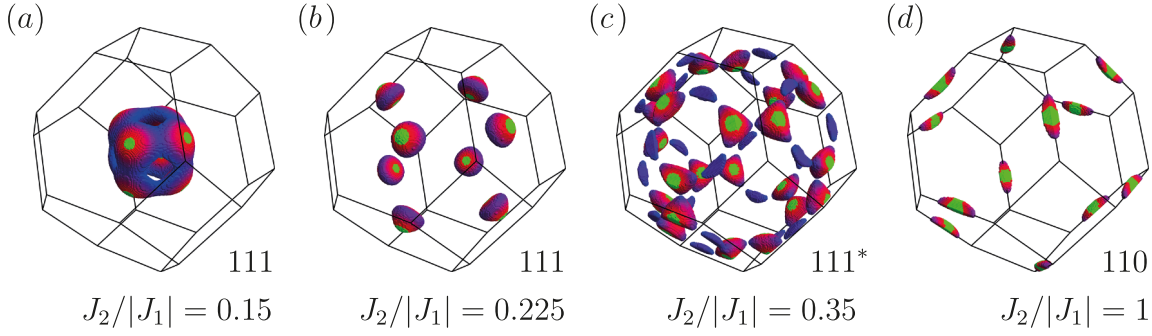 (a) (b) (c) (d)
111 111 111* 110
J₂/|J₁| = 0.15 J₂/|J₁| = 0.225 J₂/|J₁| = 0.35 J₂/|J₁| = 1